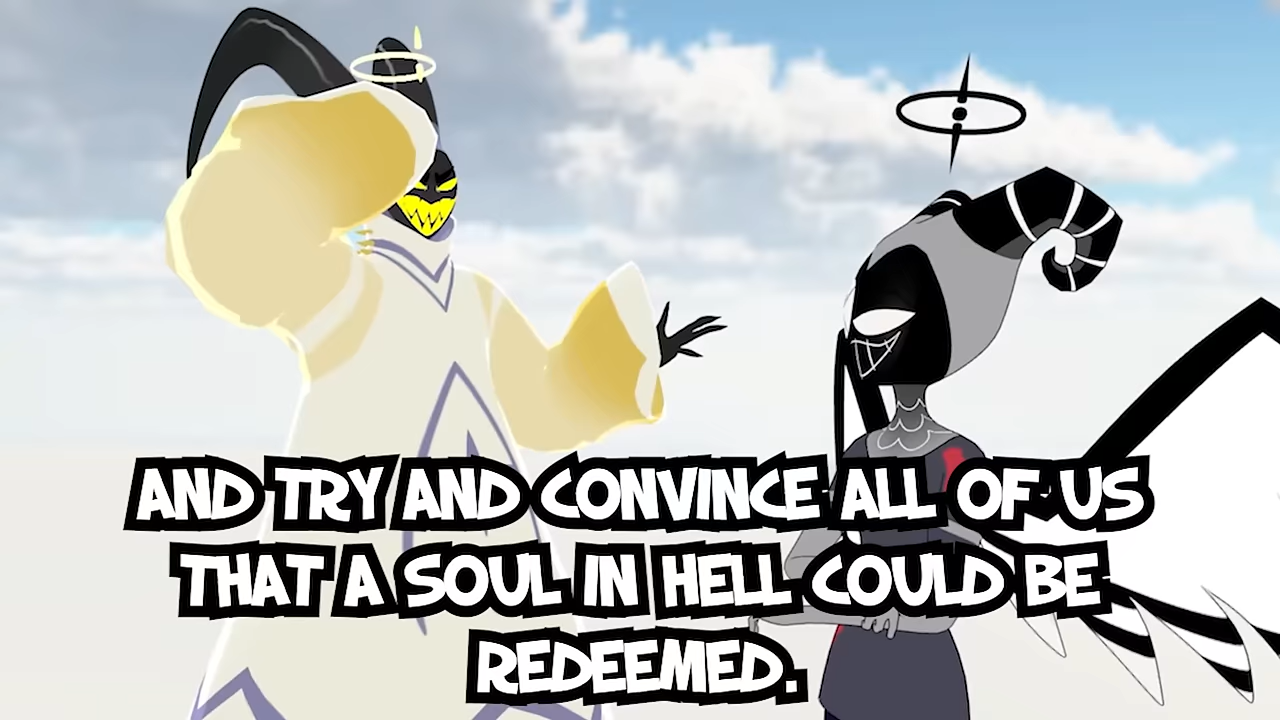 AND TRY AND CONVINCE ALL OF US
THAT A SOUL IN HELL COULD BE
REDEEMED.